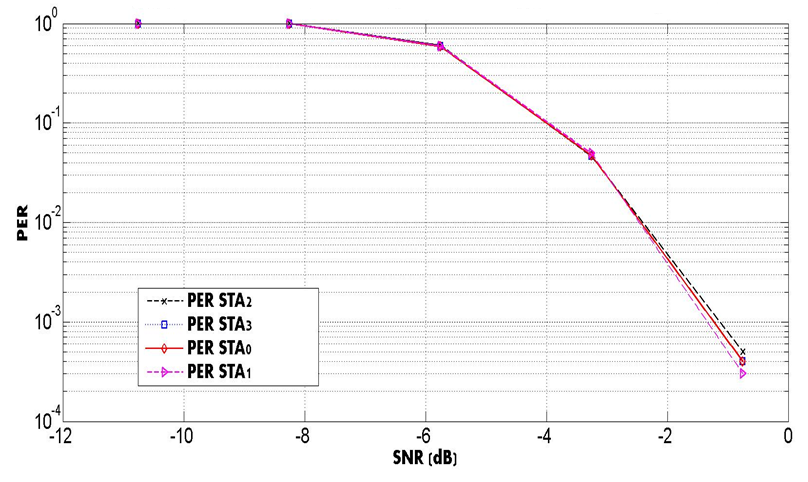 10^0
10^-1
10^-2
10^-3
10^-4
PER
PER STA2
PER STA3
PER STA0
PER STA1
-12 -10 -8 -6 -4 -2 0
SNR (dB)